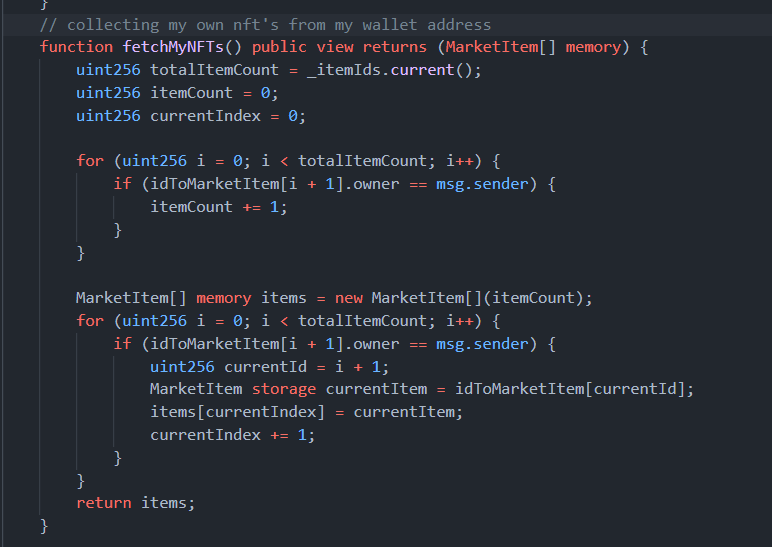 }
// collecting my own nft's from my wallet address
function fetchMyNFTs() public view returns (MarketItem[] memory) {
uint256 totalItemCount = _itemIds.current();
uint256 itemCount = 0;
uint256 currentIndex = 0;
for (uint256 i = 0; i < totalItemCount; i++) {
if (idToMarketItem[i + 1].owner == msg.sender) {
itemCount += 1;
}
}
MarketItem[] memory items = new MarketItem[](itemCount);
for (uint256 i = 0; i < totalItemCount; i++) {
if (idToMarketItem[i + 1].owner == msg.sender) {
uint256 currentId = i + 1;
MarketItem storage currentItem = idToMarketItem[currentId];
items[currentIndex] = currentItem;
currentIndex += 1;
}
}
return items;
}